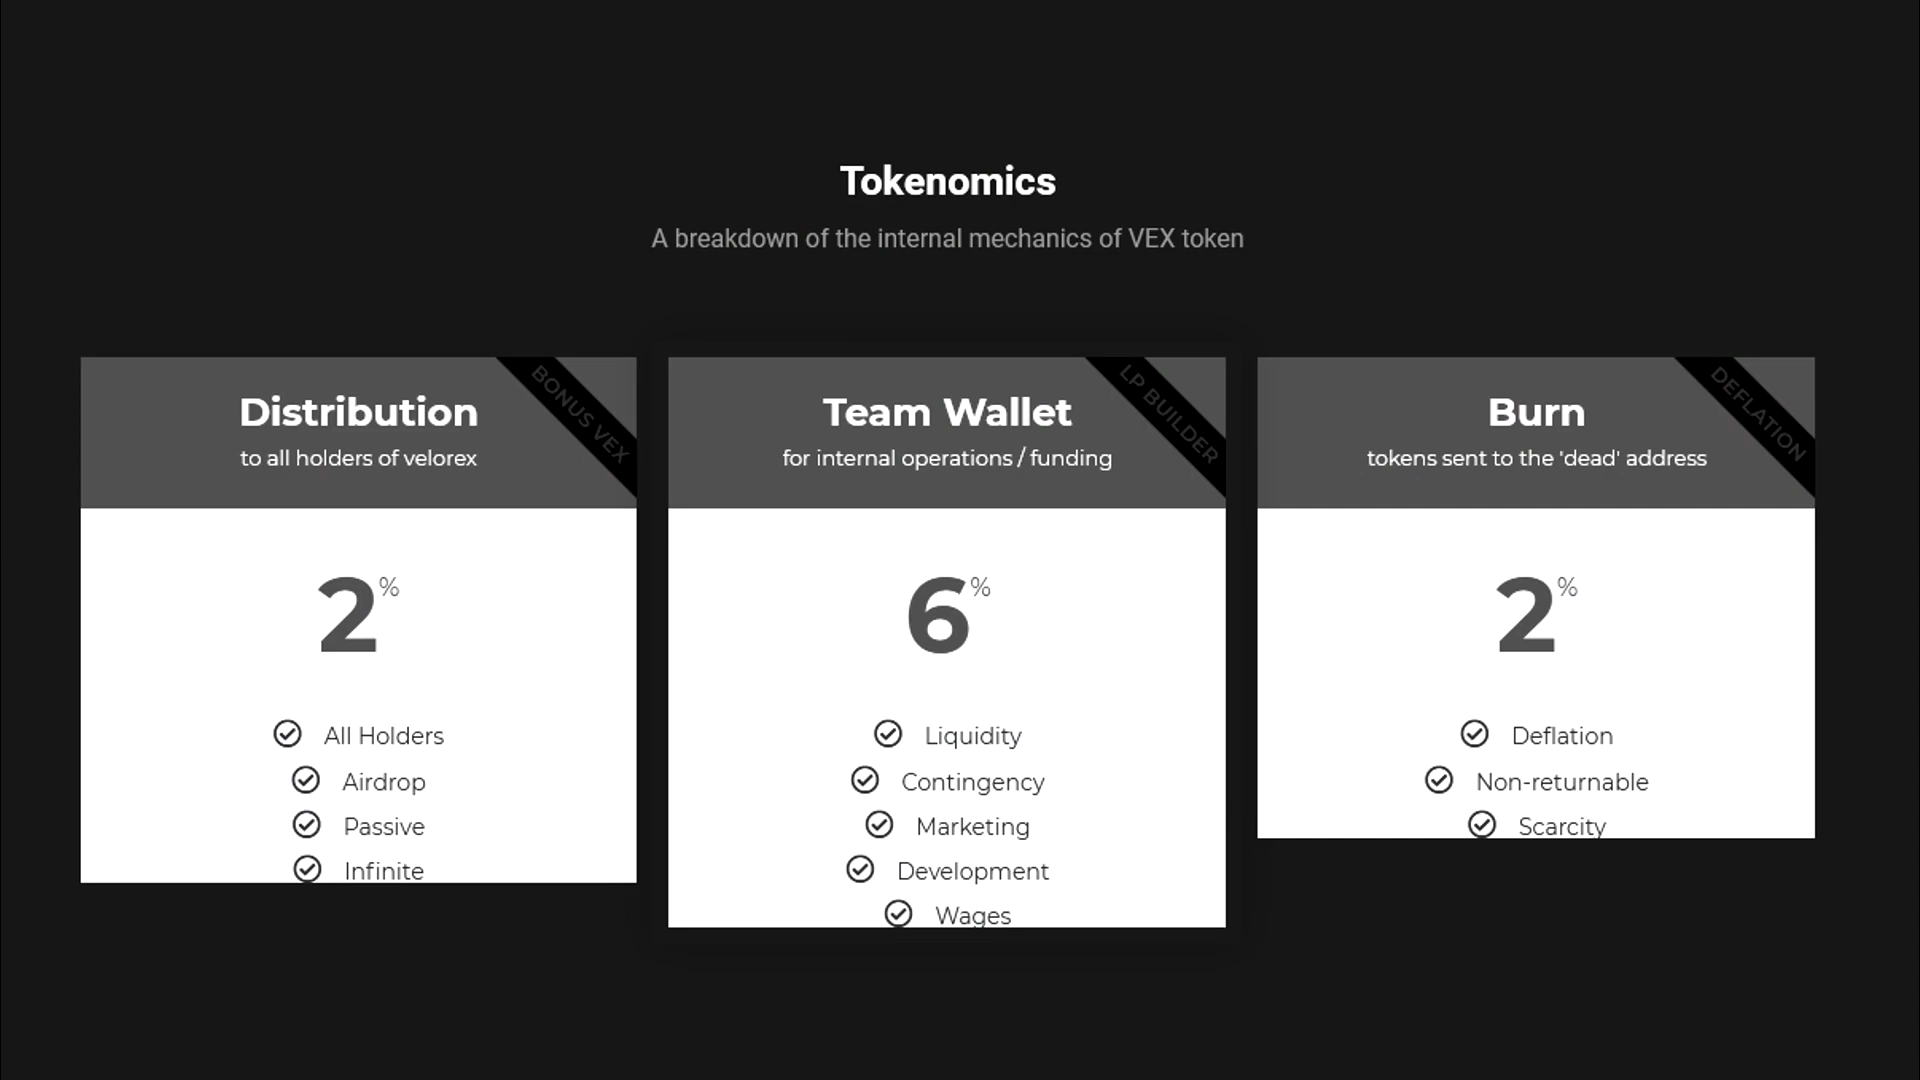 Tokenomics
A breakdown of the internal mechanics of VEX token
Distribution
to all holders of velorex
BONUS VEX
2%
All Holders
Airdrop
Passive
Infinite
Team Wallet
for internal operations / funding
LP BUILDER
6%
Liquidity
Contingency
Marketing
Development
Wages
Burn
tokens sent to the 'dead' address
DEFLATION
2%
Deflation
Non-returnable
Scarcity